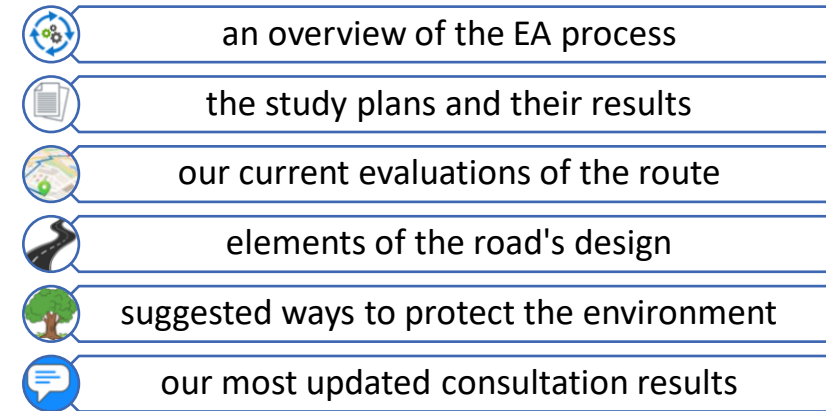 an overview of the EA process
the study plans and their results
our current evaluations of the route
elements of the road's design
suggested ways to protect the environment
our most updated consultation results